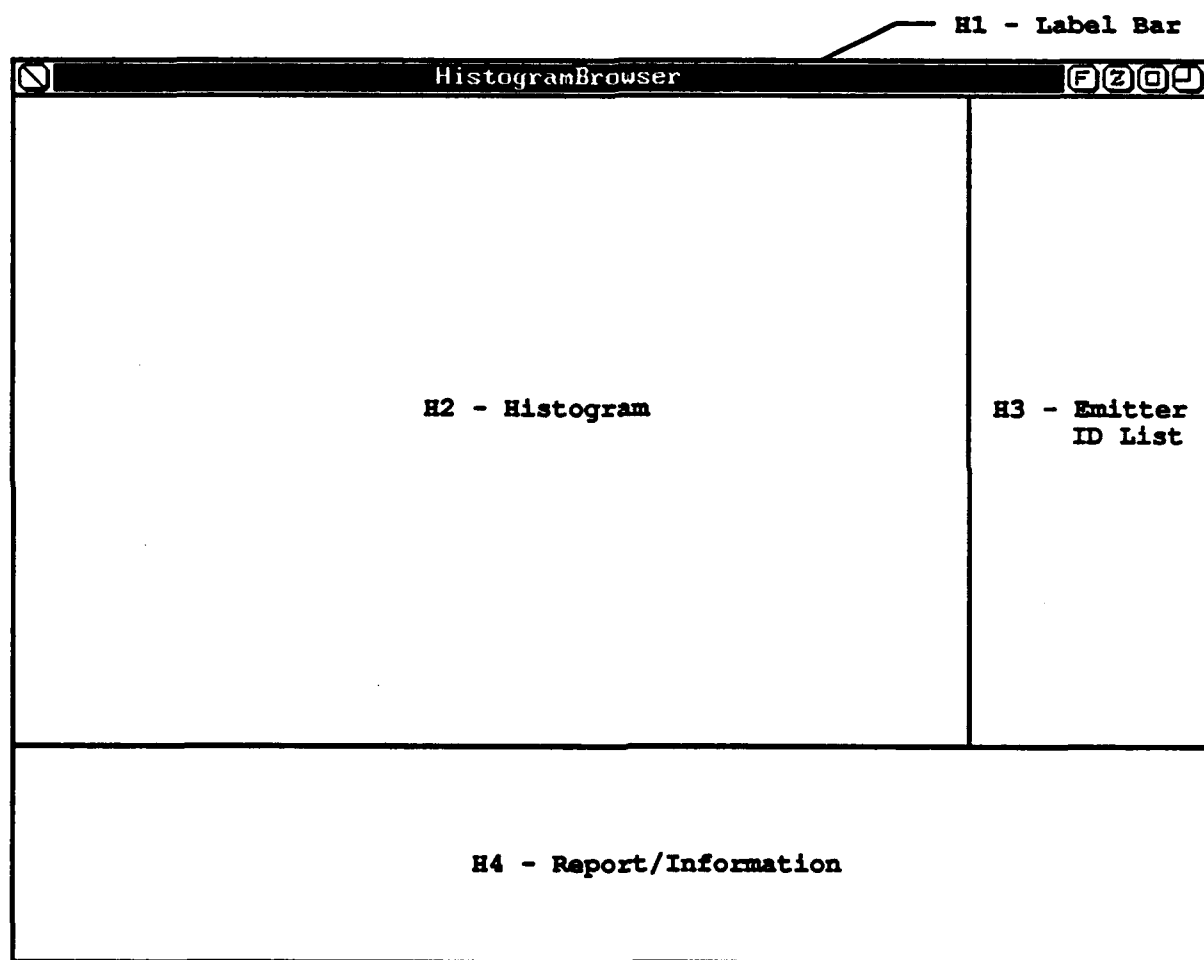 H1 - Label Bar
HistogramBrowser
F Z
H2 - Histogram
H3 - Emitter
ID List
H4 - Report/Information